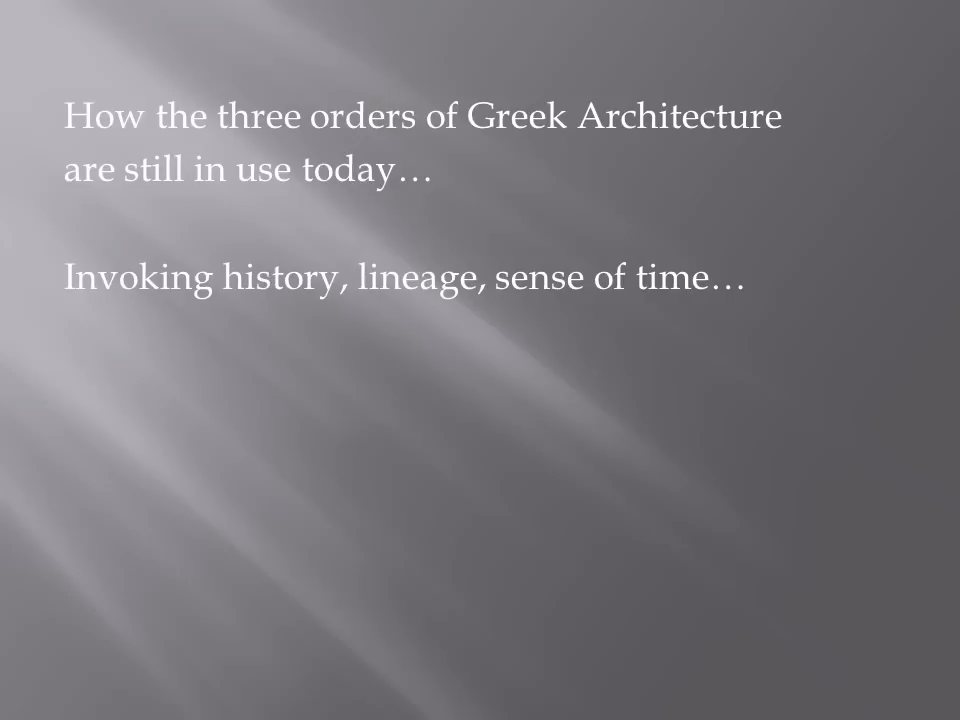 How the three orders of Greek Architecture
are still in use today…
Invoking history, lineage, sense of time…